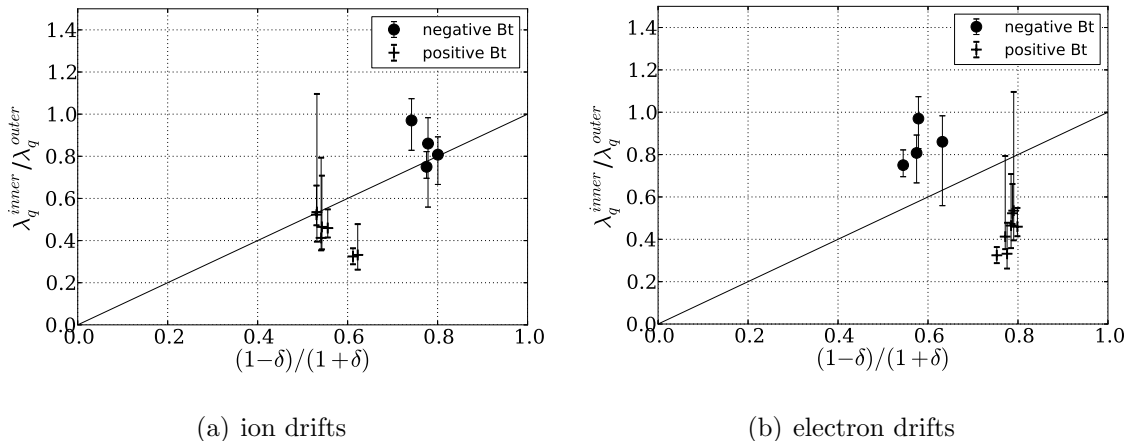 1.4
1.2
1.0
0.8
0.6
0.4
0.2
0.0
λ_q^{inner}/λ_q^{outer}
negative Bt
positive Bt
0.0 0.2 0.4 0.6 0.8 1.0
(1−δ)/(1+δ)
(a) ion drifts
1.4
1.2
1.0
0.8
0.6
0.4
0.2
0.0
λ_q^{inner}/λ_q^{outer}
negative Bt
positive Bt
0.0 0.2 0.4 0.6 0.8 1.0
(1−δ)/(1+δ)
(b) electron drifts